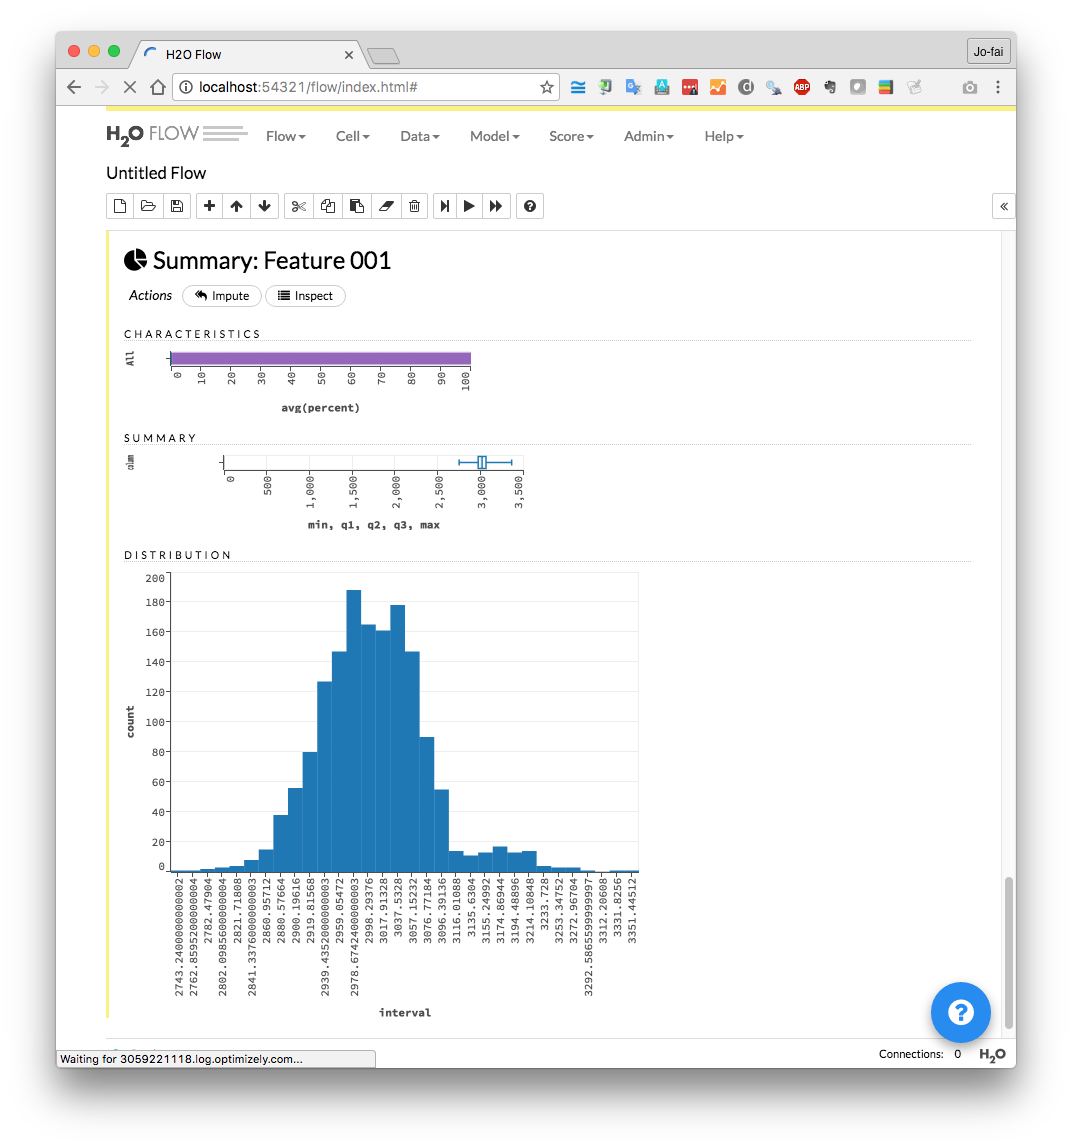 H2O Flow
Jo-fai
localhost:54321/flow/index.html#
H2O FLOW
Flow Cell Data Model Score Admin Help
Untitled Flow
Summary: Feature 001
Actions Impute Inspect
CHARACTERISTICS
All
0 10 20 30 40 50 60 70 80 90 100
avg(percent)
SUMMARY
0 500 1,000 1,500 2,000 2,500 3,000 3,500
min, q1, q2, q3, max
DISTRIBUTION
200
180
160
140
120
100
80
60
40
20
0
count
2743.2400000000002
2762.8595200000004
2782.47904
2802.0985600000004
2821.71808
2841.3376000000003
2860.95712
2880.57664
2900.19616
2919.81568
2939.4352000000003
2959.05472
2978.6742400000003
2998.29376
3017.91328
3037.5328
3057.15232
3076.77184
3096.39136
3116.01088
3135.6304
3155.24992
3174.86944
3194.48896
3214.10848
3233.728
3253.34752
3272.96704
3292.5865599999997
3312.20608
3331.8256
3351.44512
interval
Waiting for 3059221118.log.optimizely.com...
Connections: 0 H2O